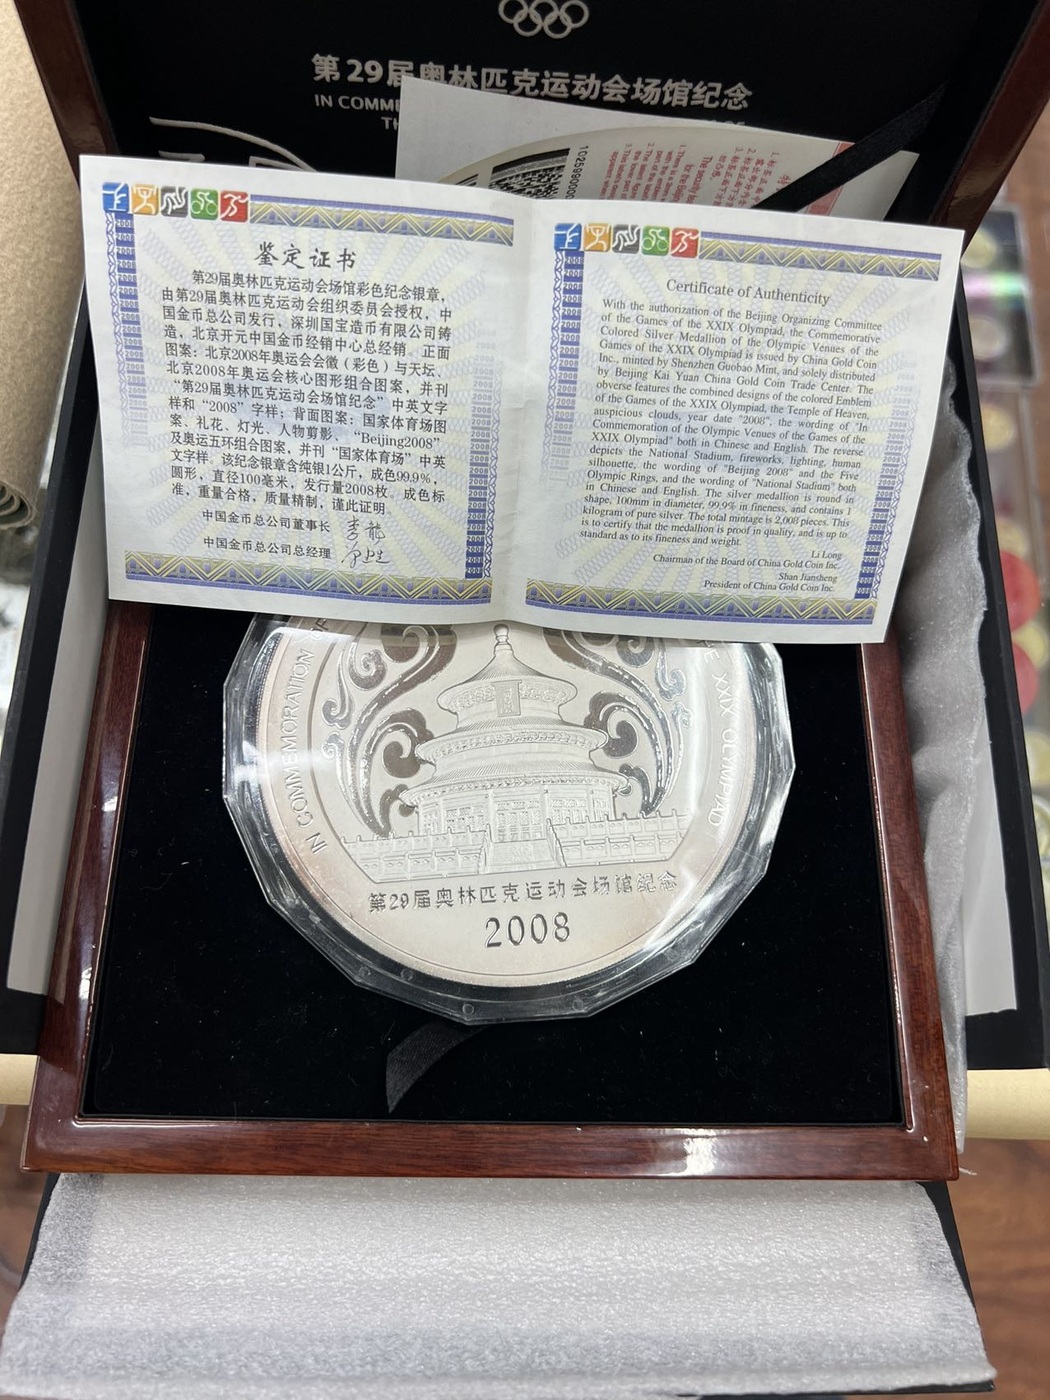 第29届奥林匹克运动会场馆纪念
IN COMME
TH
1025990000
鉴定证书
第29届奥林匹克运动会场馆彩色纪念银章，
由第29届奥林匹克运动会组织委员会授权，中
国金币总公司发行、深圳国宝造币有限公司铸
造，北京开元中国金币经销中心总经销。正面
图案：北京2008年奥运会会徽（彩色）与天坛、
北京2008年奥运会核心图形组合图案，并刊
“第29届奥林匹克运动会场馆纪念”中英文字
样和“2008”字样；背面图案：国家体育场图
案、礼花、灯光、人物剪影、“Beijing2008”
及奥运五环组合图案，并刊“国家体育场”中英
文字样。该纪念银章含纯银1公斤，成色99.9%，
圆形，直径100毫米，发行量2008枚。成色标
准，重量合格，质量精制，谨此证明。
中国金币总公司董事长
中国金币总公司总经理
Certificate of Authenticity
With the authorization of the Beijing Organizing Committee
of the Games of the XXIX Olympiad, the Commemorative
Colored Silver Medallion of the Olympic Venues of the
Games of the XXIX Olympiad is issued by China Gold Coin
Inc., minted by Shenzhen Guobao Mint, and solely distributed
by Beijing Kai Yuan China Gold Coin Trade Center. The
obverse features the combined designs of the colored Emblem
of the Games of the XXIX Olympiad, the Temple of Heaven,
auspicious clouds, year date "2008", the wording of "In
Commemoration of the Olympic Venues of the Games of the
XXIX Olympiad" both in Chinese and English. The reverse
depicts the National Stadium, fireworks, lighting, human
silhouette, the wording of "Beijing 2008" and the Five
Olympic Rings, and the wording of "National Stadium" both
in Chinese and English. The silver medallion is round in
shape, 100mm in diameter, 99.9% in fineness, and contains 1
kilogram of pure silver. The total mintage is 2,008 pieces. This
is to certify that the medallion is proof in quality, and is up to
standard as to its fineness and weight.
Li Long
Chairman of the Board of China Gold Coin Inc.
Shan Jiansheng
President of China Gold Coin Inc.
IN COMMEMORATION OF
THE XXIX OLYMPIAD
第29届奥林匹克运动会场馆纪念
2008